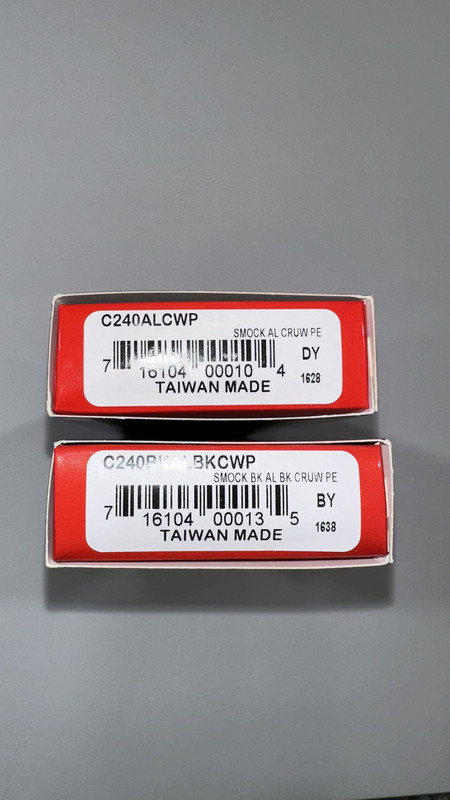 C240ALCWP
SMOCK AL CRUW PE
7 16104 00010 4
DY
TAIWAN MADE
1628
C240BKALBKCWP
SMOCK BK AL BK CRUW PE
7 16104 00013 5
BY
TAIWAN MADE
1638